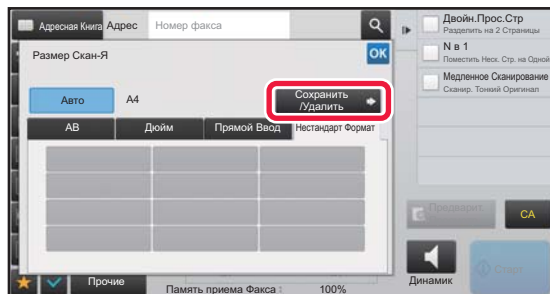 Адресная Книга
Адрес
Номер факса
Двойн.Прос.Стр
Разделить на 2 Страницы
N в 1
Поместить Неск. Стр. на Одной
Медленное Сканирование
Сканир. Тонкий Оригинал
Размер Скан-Я
OK
Авто
A4
Сохранить
/Удалить
AB
Дюйм
Прямой Ввод
Нестандарт Формат
Предварит.
CA
Старт
Динамик
Прочие
Память приема Факса :
100%